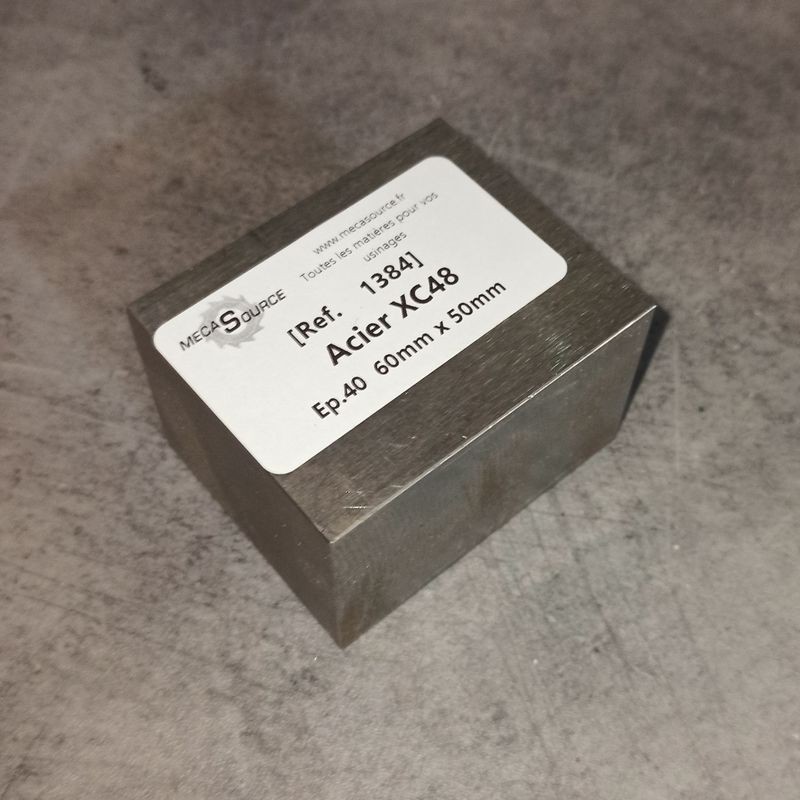 www.mecasource.fr
Toutes les matières pour vos
usinages
MECASOURCE
[Ref. 1384]
Acier XC48
Ep.40 60mm x 50mm